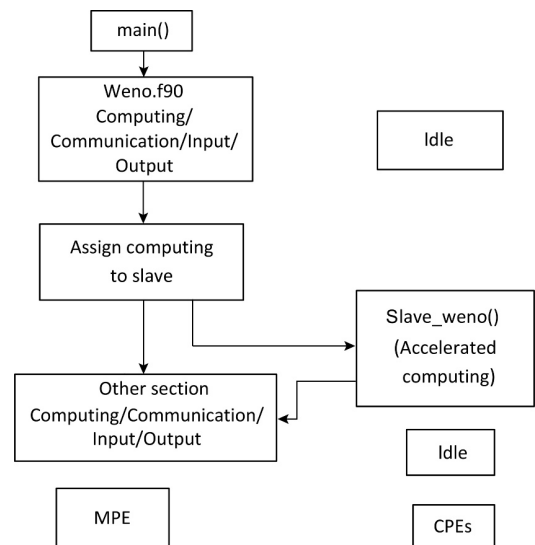 main()
Weno.f90
Computing/
Communication/Input/
Output
Idle
Assign computing
to slave
Slave_weno()
(Accelerated
computing)
Other section
Computing/Communication/
Input/Output
Idle
MPE
CPEs